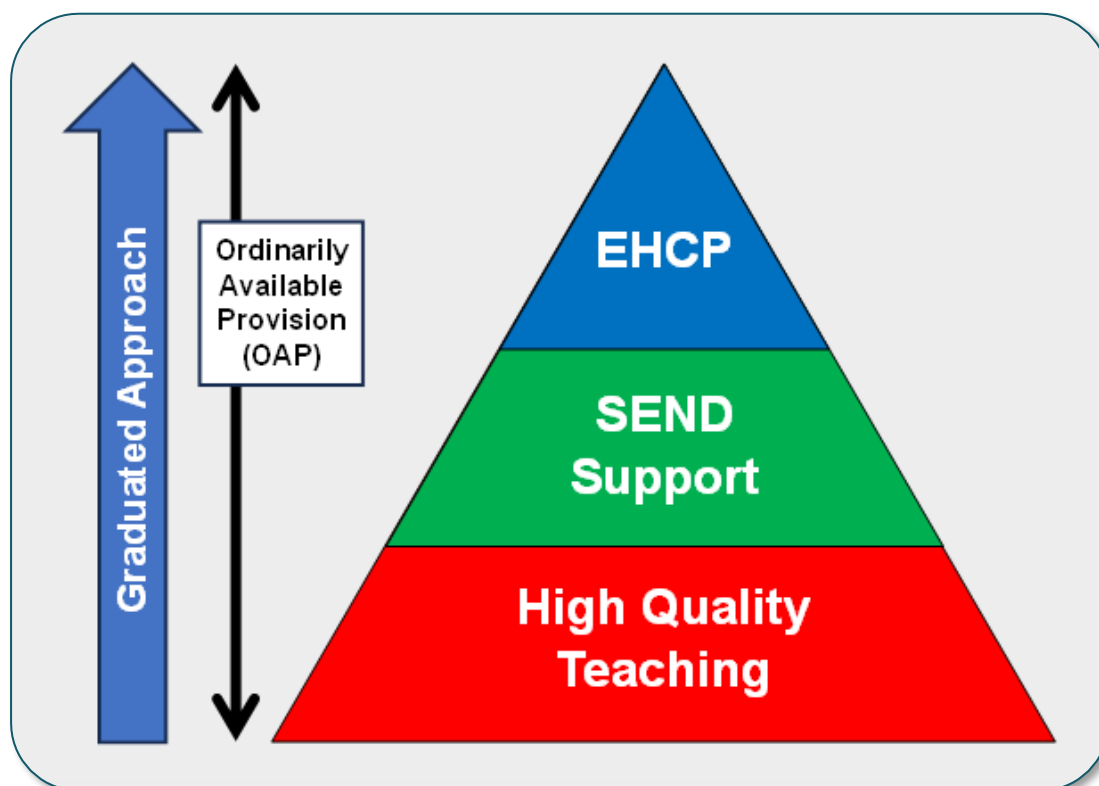 Graduated Approach
Ordinarily
Available
Provision
(OAP)
EHCP
SEND
Support
High Quality
Teaching